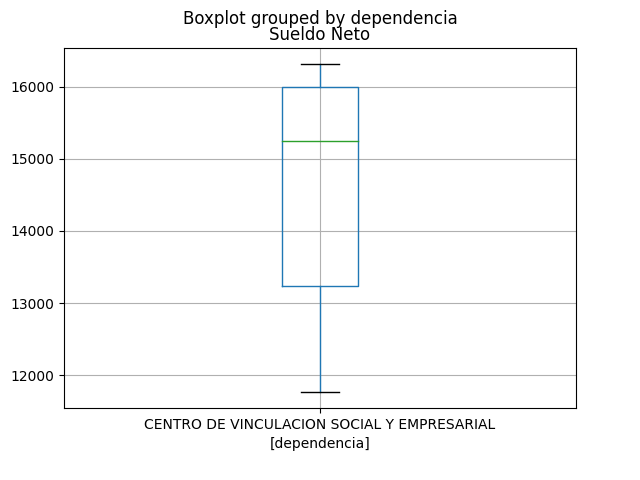 Boxplot grouped by dependencia
Sueldo Neto
16000
15000
14000
13000
12000
CENTRO DE VINCULACION SOCIAL Y EMPRESARIAL
[dependencia]